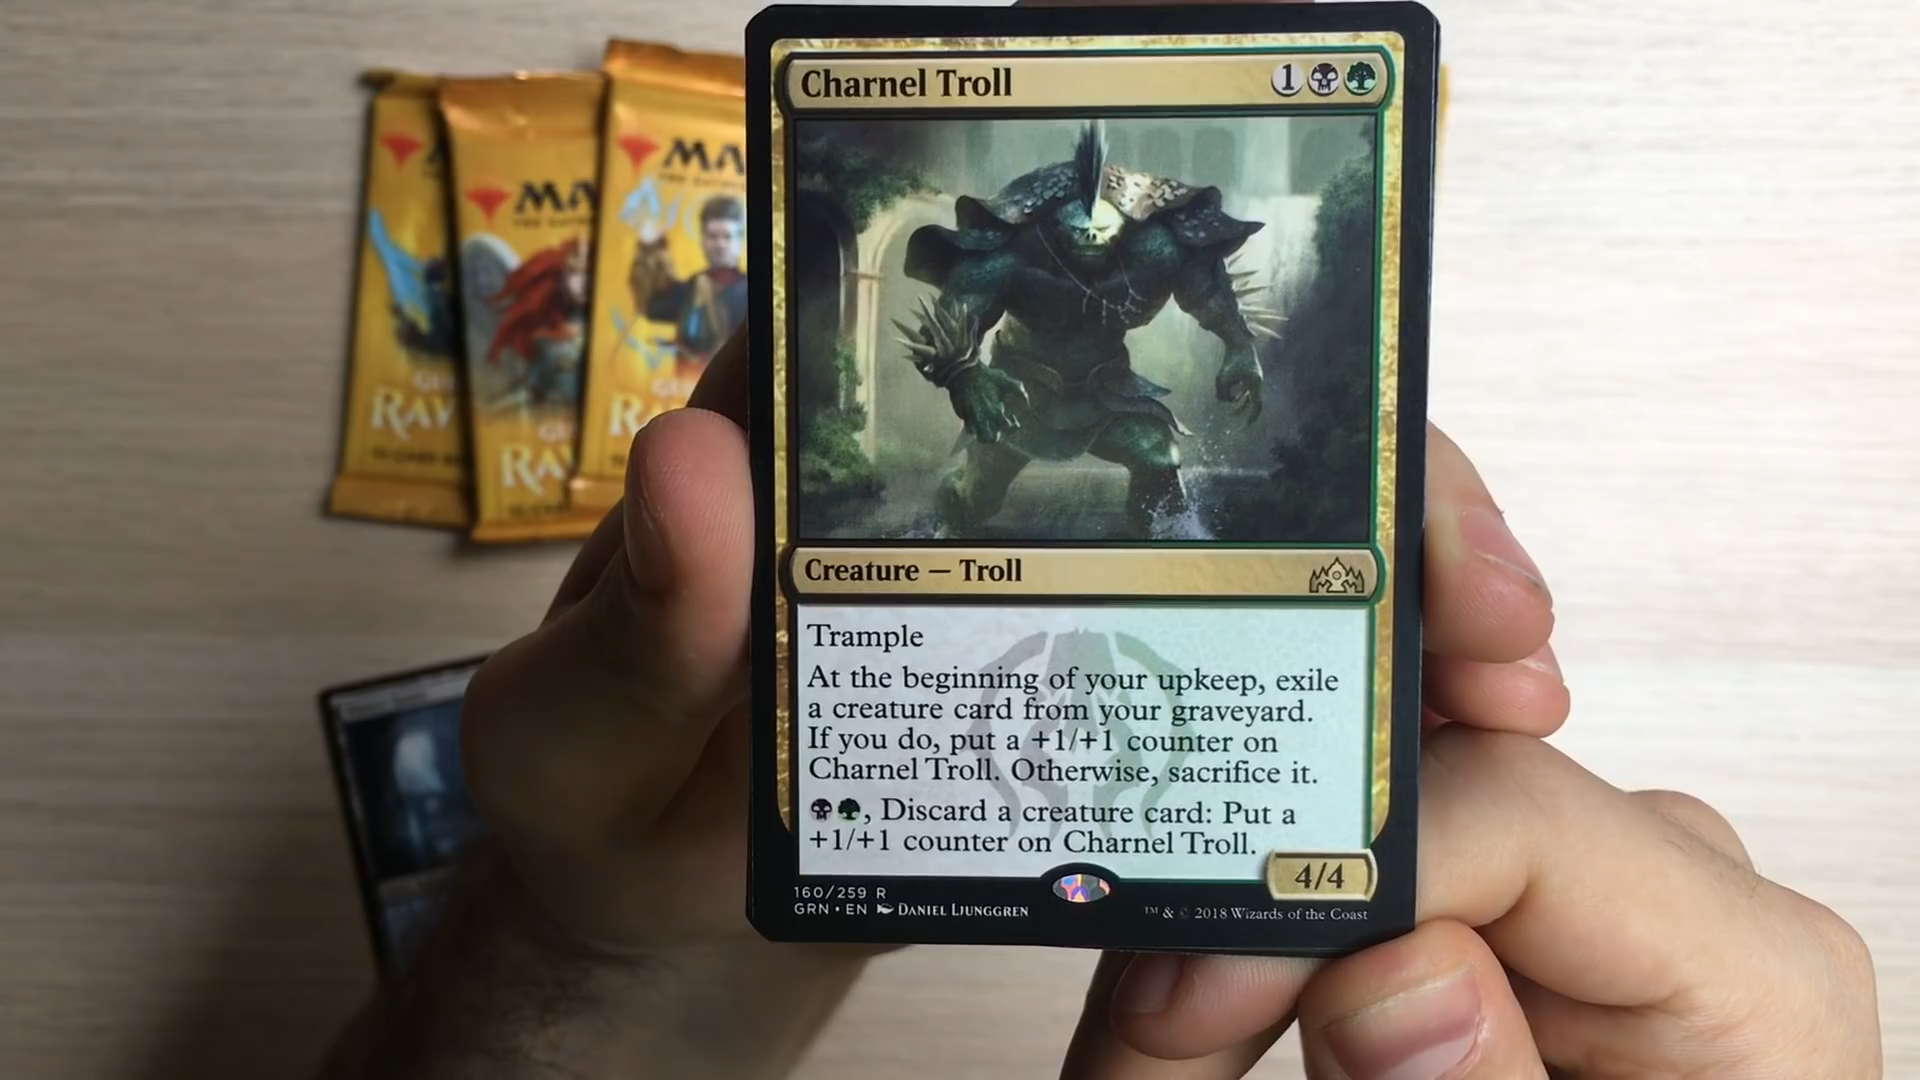 Charnel Troll
1
Creature — Troll
Trample
At the beginning of your upkeep, exile
a creature card from your graveyard.
If you do, put a +1/+1 counter on
Charnel Troll. Otherwise, sacrifice it.
, Discard a creature card: Put a
+1/+1 counter on Charnel Troll.
4/4
160/259 R
GRN • EN DANIEL LJUNGGREN
™ & © 2018 Wizards of the Coast
MA
MA
RAV
RAV
R